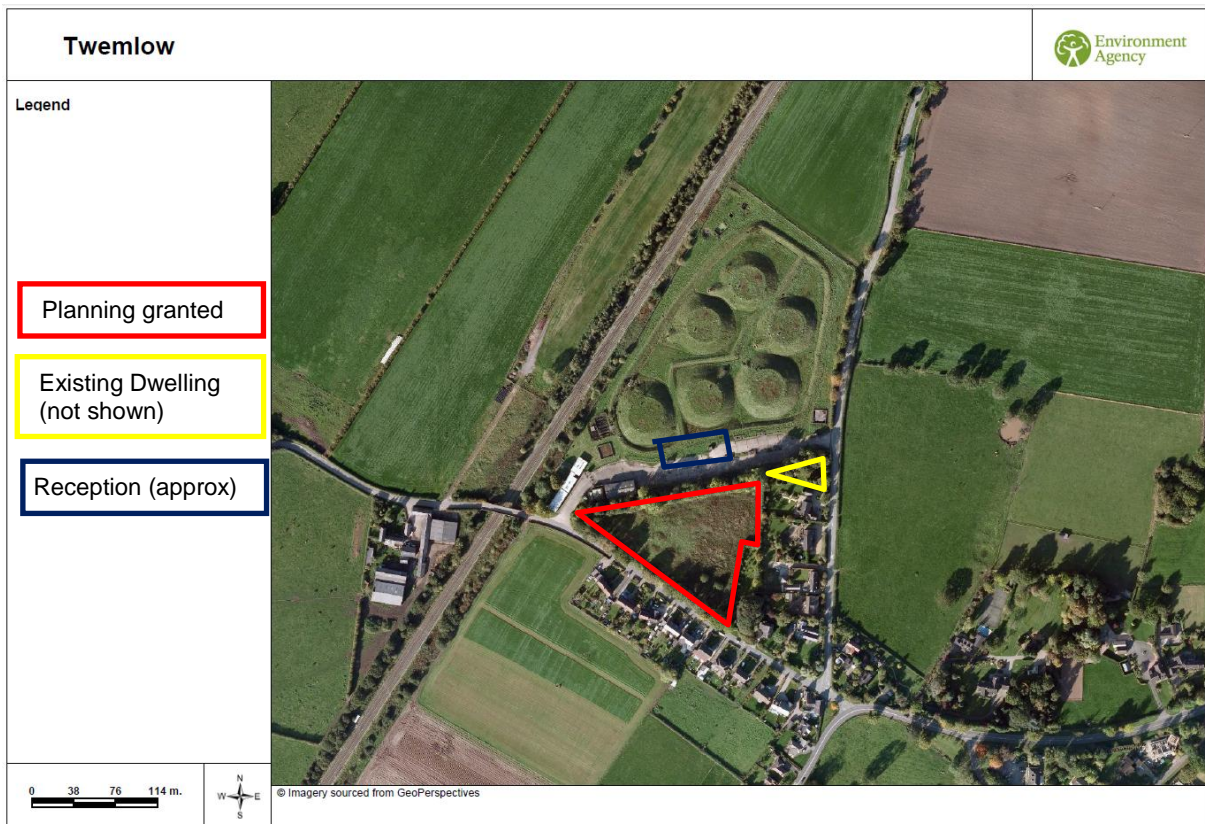 Twemlow
Environment
Agency
Legend
Planning granted
Existing Dwelling
(not shown)
Reception (approx)
0 38 76 114 m.
N
W E
S
© Imagery sourced from GeoPerspectives